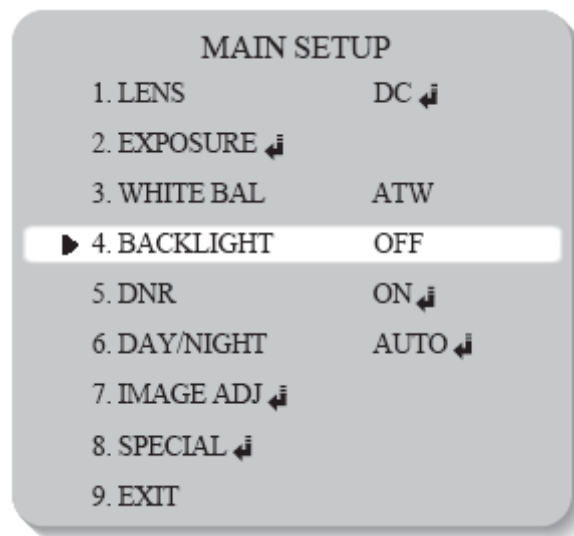 MAIN SETUP
1. LENS DC ↲
2. EXPOSURE ↲
3. WHITE BAL ATW
4. BACKLIGHT OFF
5. DNR ON ↲
6. DAY/NIGHT AUTO ↲
7. IMAGE ADJ ↲
8. SPECIAL ↲
9. EXIT